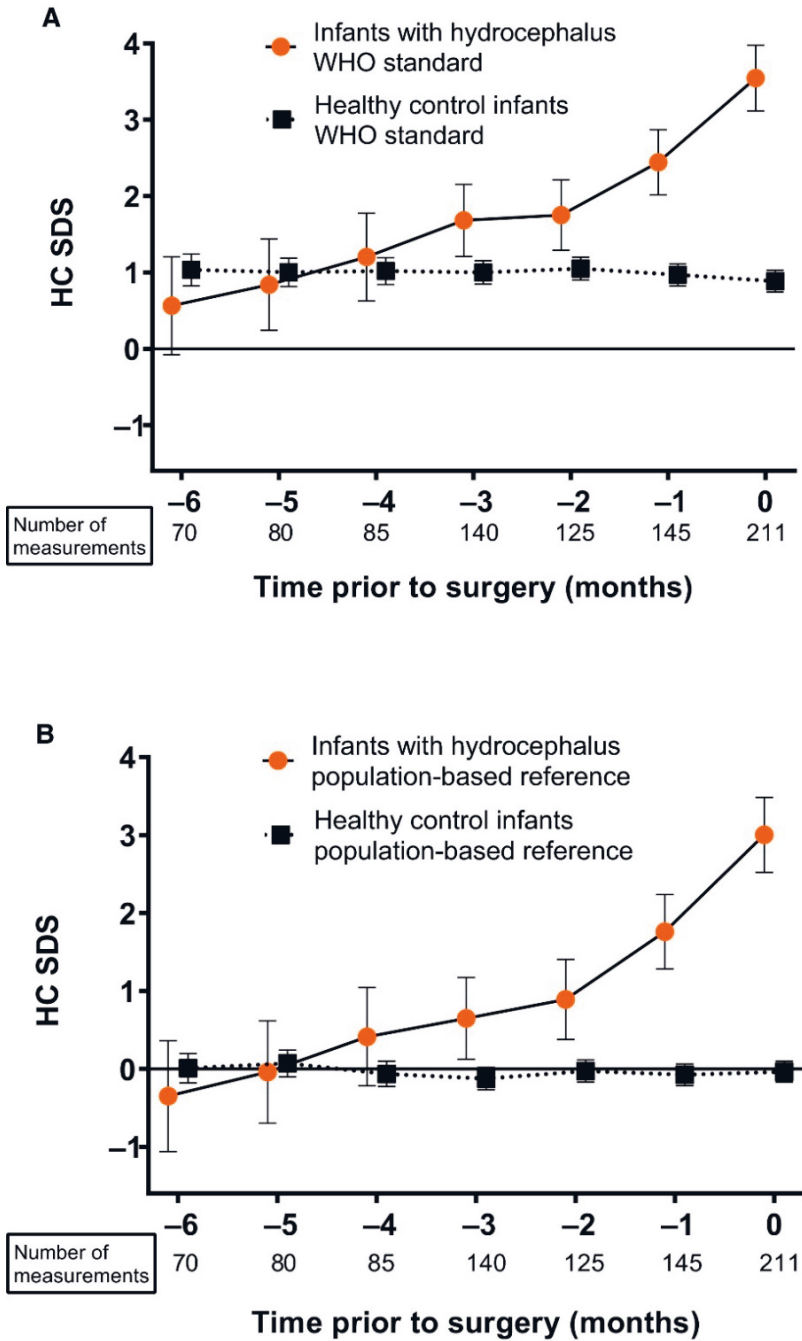 A
Infants with hydrocephalus
WHO standard
Healthy control infants
WHO standard
4
3
2
1
0
–1
HC SDS
–6 –5 –4 –3 –2 –1 0
Number of
measurements
70 80 85 140 125 145 211
Time prior to surgery (months)
B
Infants with hydrocephalus
population-based reference
Healthy control infants
population-based reference
4
3
2
1
0
–1
HC SDS
–6 –5 –4 –3 –2 –1 0
Number of
measurements
70 80 85 140 125 145 211
Time prior to surgery (months)